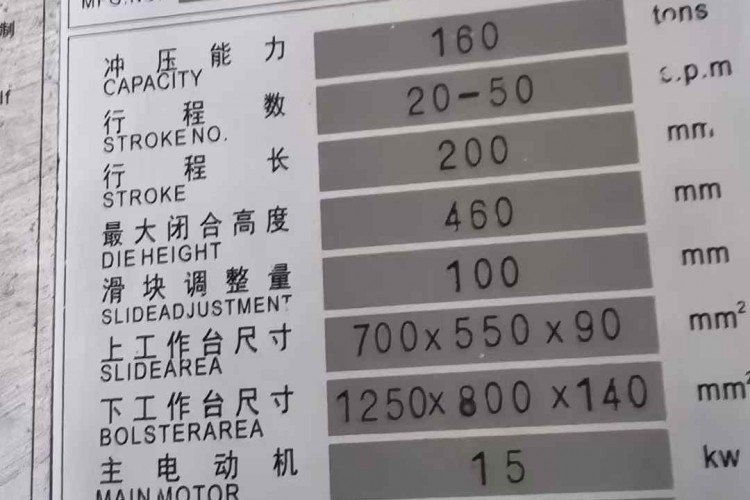 冲压能力 160 tons
CAPACITY
行程数 20-50 s.p.m
STROKE NO.
行程长 200 mm
STROKE
最大闭合高度 460 mm
DIE HEIGHT
滑块调整量 100 mm
SLIDEADJUSTMENT
上工作台尺寸 700x550x90 mm²
SLIDEAREA
下工作台尺寸 1250x800x140 mm²
BOLSTERAREA
主电动机 15 kw
MAIN MOTOR